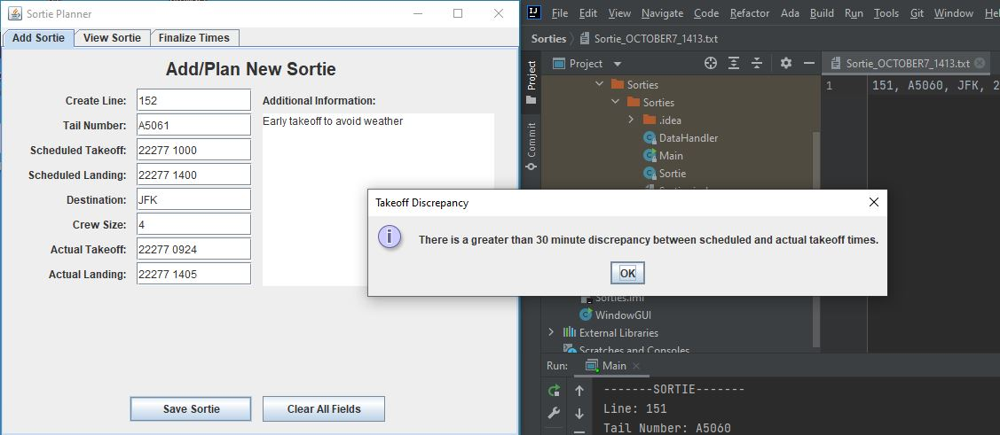 Sortie Planner
Add Sortie View Sortie Finalize Times
Add/Plan New Sortie
Create Line: 152
Additional Information:
Tail Number: A5061
Early takeoff to avoid weather
Scheduled Takeoff: 22277 1000
Scheduled Landing: 22277 1400
Destination: JFK
Crew Size: 4
Actual Takeoff: 22277 0924
Actual Landing: 22277 1405
Save Sortie Clear All Fields
Takeoff Discrepancy
There is a greater than 30 minute discrepancy between scheduled and actual takeoff times.
OK
IJ File Edit View Navigate Code Refactor Ada Build Run Tools Git Window
Sorties Sortie_OCTOBER7_1413.txt
Project
Commit
Project
Sortie_OCTOBER7_1413.txt
1 151, A5060, JFK, 2
Sorties
Sorties
.idea
DataHandler
Main
Sortie
Sorties.iml
WindowGUI
External Libraries
Scratches and Consoles
Run: Main
-------SORTIE-------
Line: 151
Tail Number: A5060